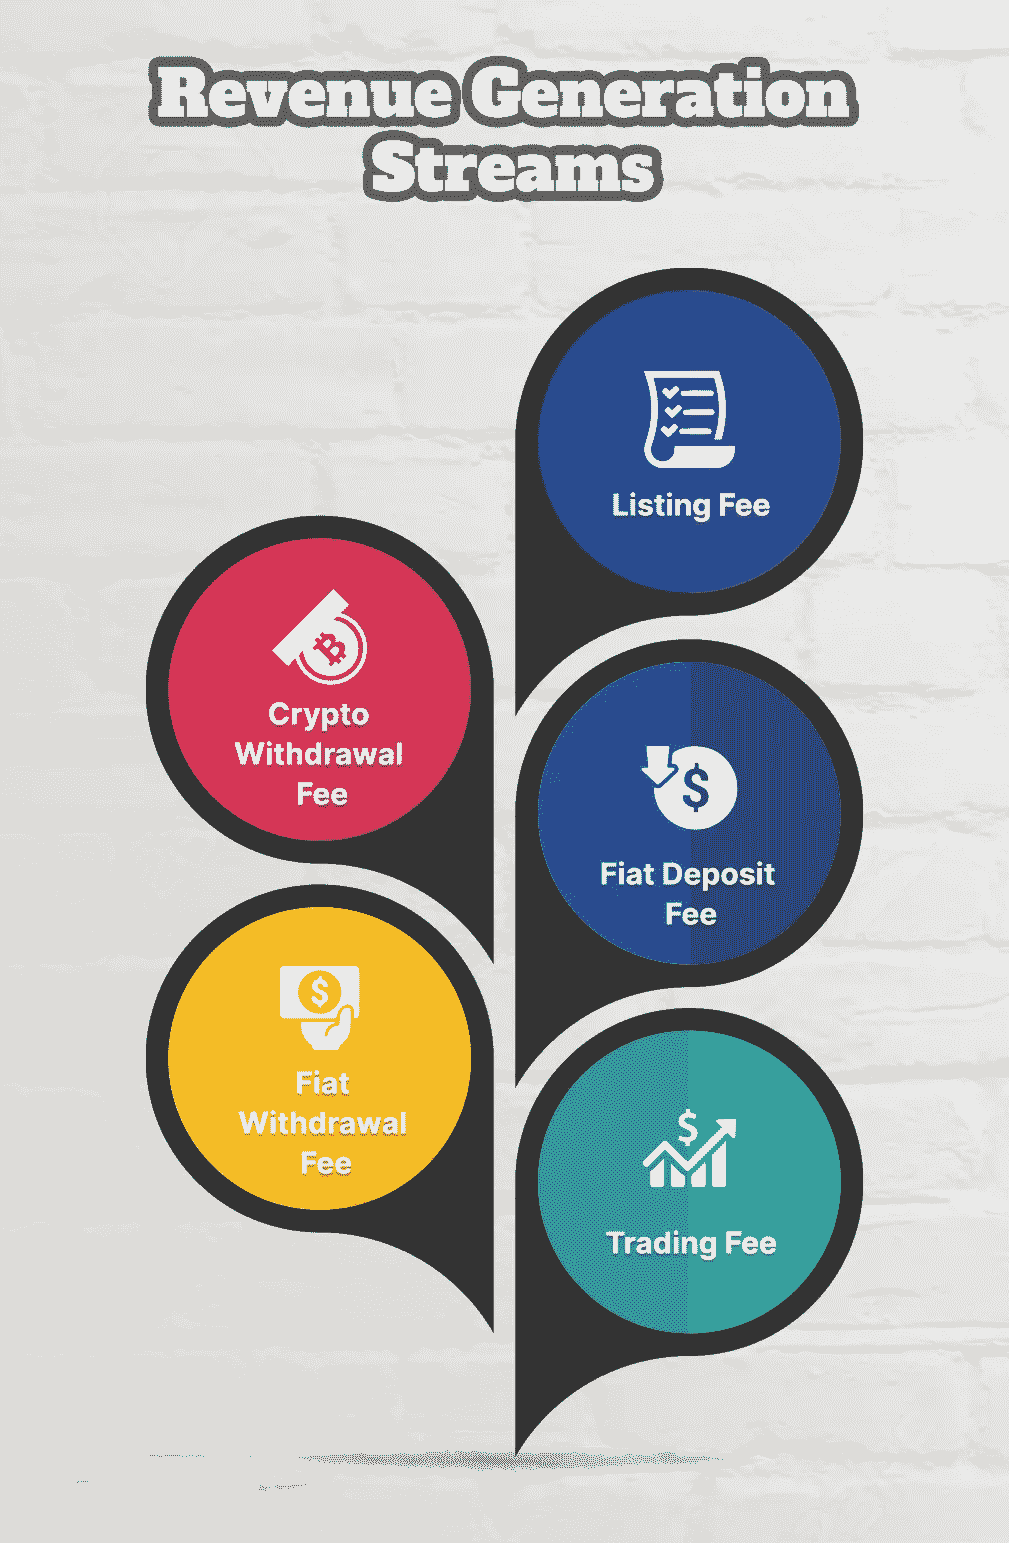 Revenue Generation
Streams
Listing Fee
Crypto
Withdrawal
Fee
Fiat Deposit
Fee
Fiat
Withdrawal
Fee
Trading Fee